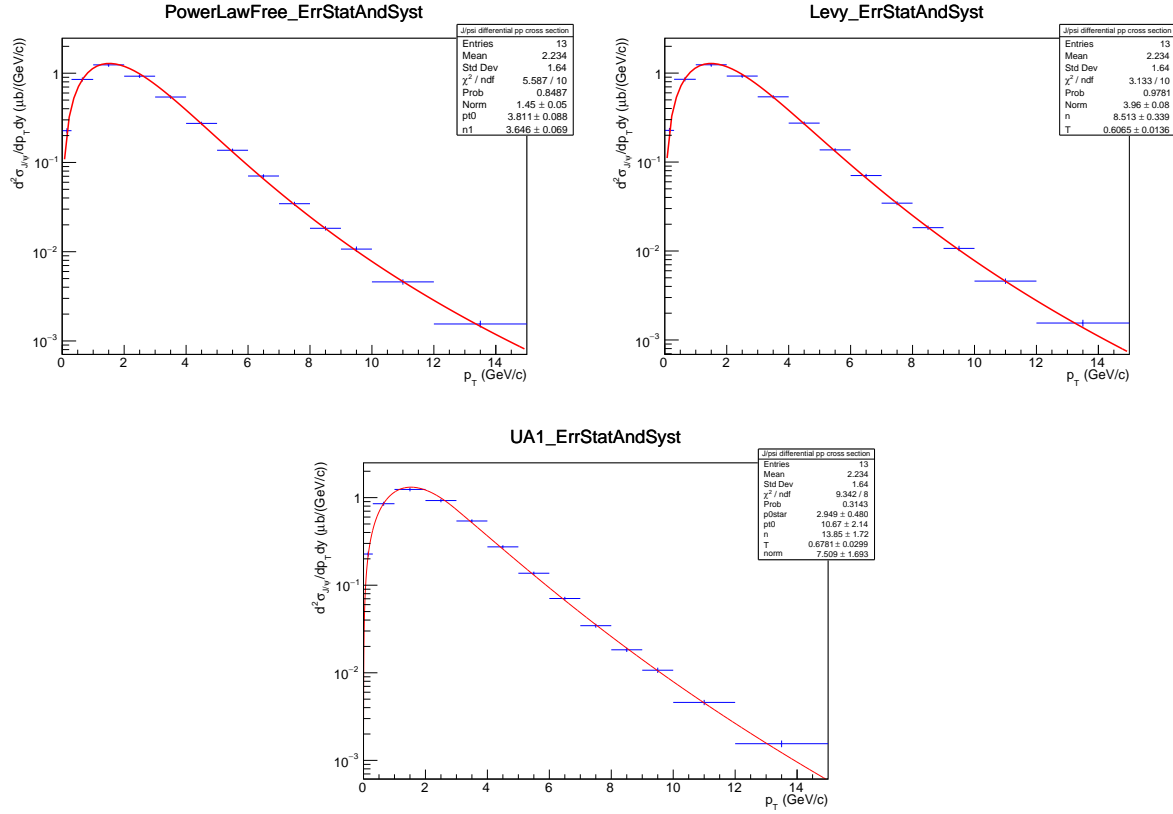 PowerLawFree_ErrStatAndSyst
J/psi differential pp cross section
Entries 13
Mean 2.234
Std Dev 1.64
χ² / ndf 5.587 / 10
Prob 0.8487
Norm 1.45 ± 0.05
pt0 3.811 ± 0.088
n1 3.646 ± 0.069
d²σ_J/ψ/dp_T dy (μb/(GeV/c))
1
10⁻¹
10⁻²
10⁻³
0 2 4 6 8 10 12 14
p_T (GeV/c)
Levy_ErrStatAndSyst
J/psi differential pp cross section
Entries 13
Mean 2.234
Std Dev 1.64
χ² / ndf 3.133 / 10
Prob 0.9781
Norm 3.96 ± 0.08
n 8.513 ± 0.339
T 0.6065 ± 0.0136
d²σ_J/ψ/dp_T dy (μb/(GeV/c))
1
10⁻¹
10⁻²
10⁻³
0 2 4 6 8 10 12 14
p_T (GeV/c)
UA1_ErrStatAndSyst
J/psi differential pp cross section
Entries 13
Mean 2.234
Std Dev 1.64
χ² / ndf 9.342 / 8
Prob 0.3143
p0star 2.949 ± 0.480
pt0 10.67 ± 2.14
n 13.85 ± 1.72
T 0.6781 ± 0.0299
norm 7.509 ± 1.693
d²σ_J/ψ/dp_T dy (μb/(GeV/c))
1
10⁻¹
10⁻²
10⁻³
0 2 4 6 8 10 12 14
p_T (GeV/c)